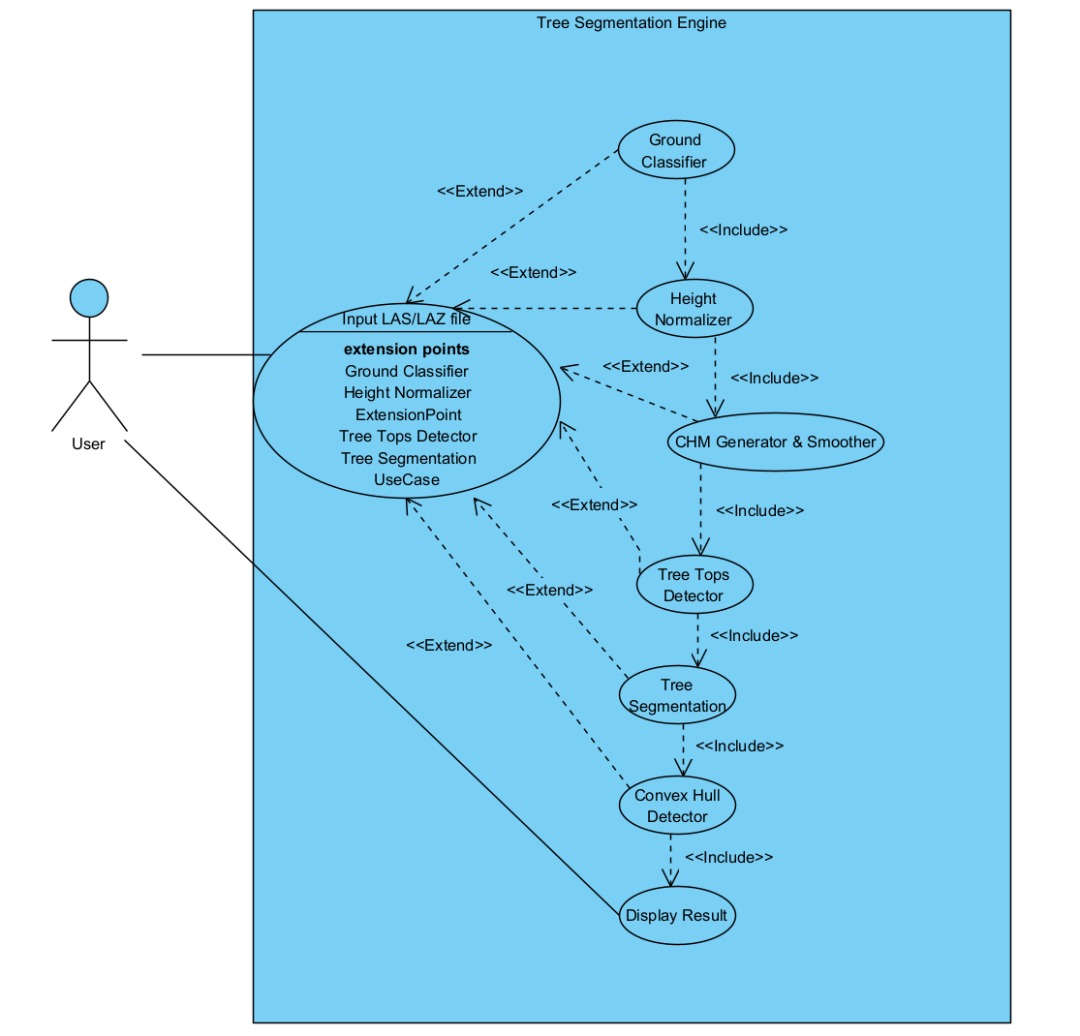 Tree Segmentation Engine
Ground
Classifier
<<Extend>>
<<Include>>
<<Extend>>
Height
Normalizer
Input LAS/LAZ file
extension points
Ground Classifier
Height Normalizer
ExtensionPoint
Tree Tops Detector
Tree Segmentation
UseCase
<<Extend>>
<<Include>>
User
CHM Generator & Smoother
<<Extend>>
<<Include>>
Tree Tops
Detector
<<Extend>>
<<Include>>
<<Extend>>
Tree
Segmentation
<<Include>>
Convex Hull
Detector
<<Include>>
Display Result